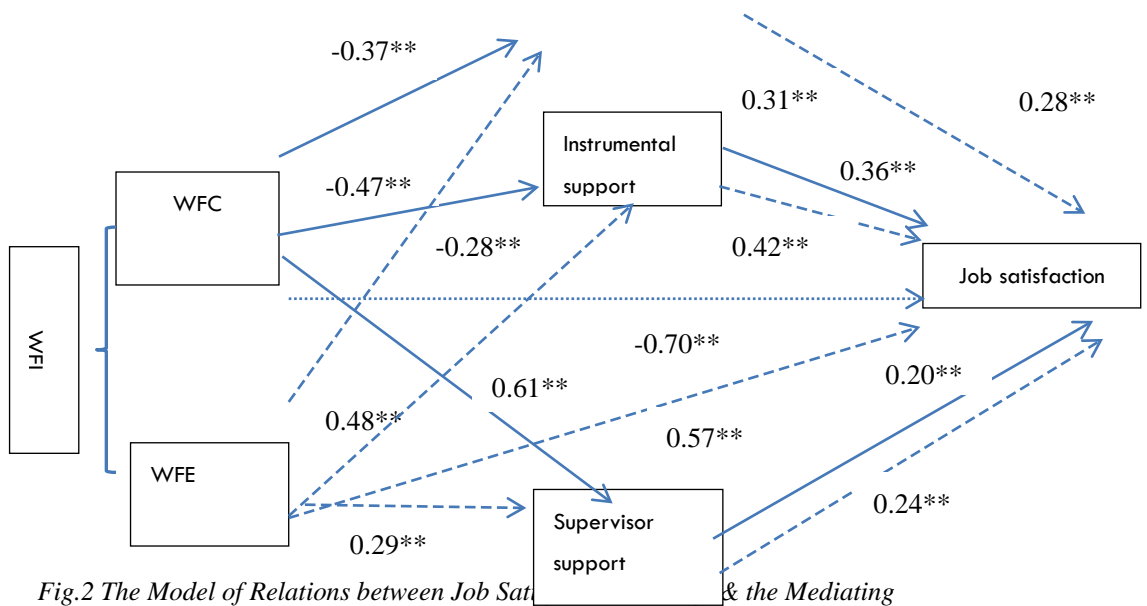 -0.37**
0.31**
0.28**
Instrumental
support
0.36**
WFC
-0.47**
-0.28**
0.42**
Job satisfaction
WFI
-0.70**
0.61**
0.20**
0.48**
0.57**
WFE
0.24**
Supervisor
support
0.29**
Fig.2 The Model of Relations between Job & the Mediating